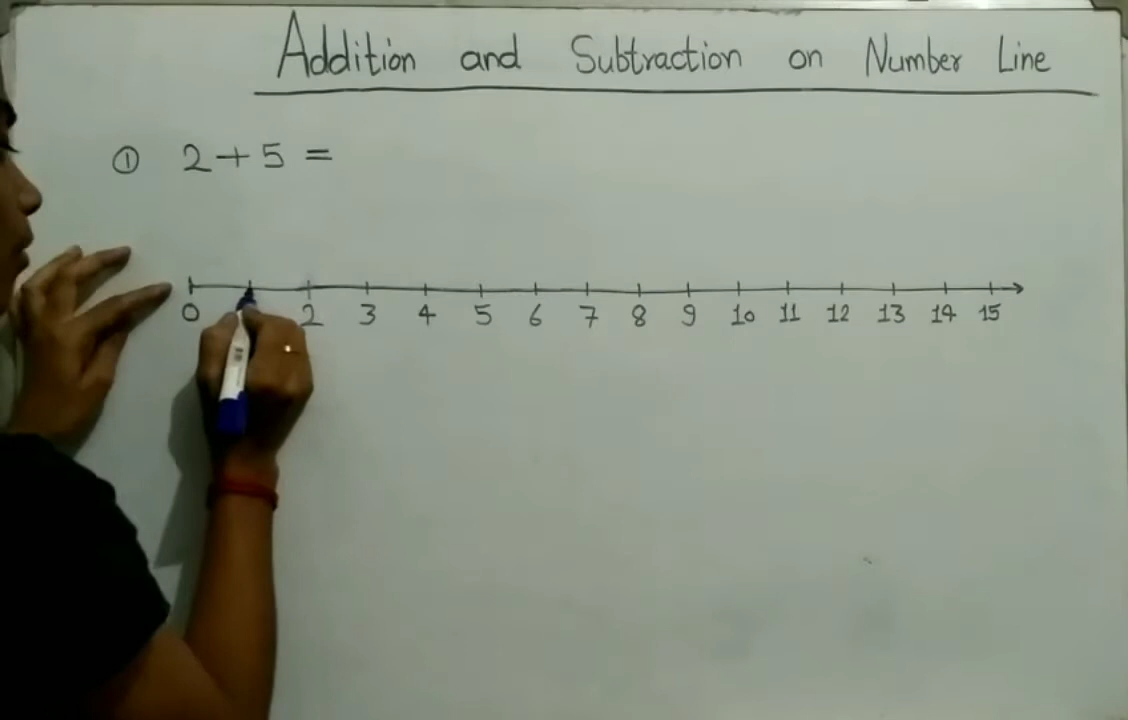 Addition and Subtraction on Number Line
① 2 + 5 =
0 2 3 4 5 6 7 8 9 10 11 12 13 14 15